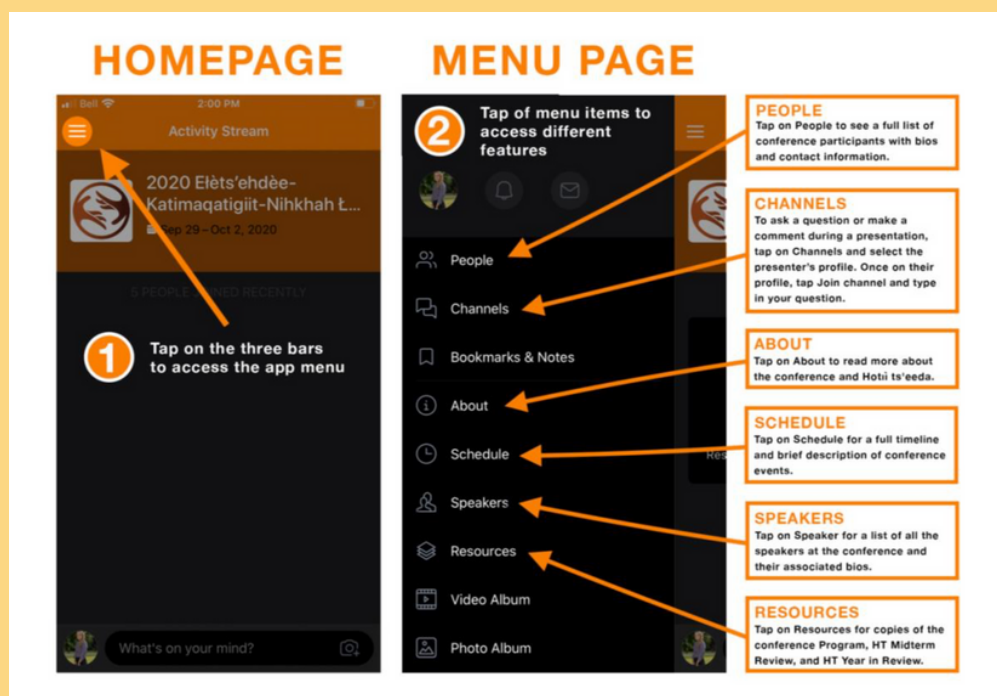 HOMEPAGE
MENU PAGE
Bell
2:00 PM
Activity Stream
2020 Ełèts'ehdèe-
Katimaqatigiit-Nihkhah Ł...
Sep 29 – Oct 2, 2020
5 PEOPLE JOINED RECENTLY
1
Tap on the three bars
to access the app menu
What's on your mind?
2
Tap of menu items to
access different
features
People
Channels
Bookmarks & Notes
About
Schedule
Speakers
Resources
Video Album
Photo Album
Res
PEOPLE
Tap on People to see a full list of
conference participants with bios
and contact information.
CHANNELS
To ask a question or make a
comment during a presentation,
tap on Channels and select the
presenter's profile. Once on their
profile, tap Join channel and type
in your question.
ABOUT
Tap on About to read more about
the conference and Hotıì ts'eeda.
SCHEDULE
Tap on Schedule for a full timeline
and brief description of conference
events.
SPEAKERS
Tap on Speaker for a list of all the
speakers at the conference and
their associated bios.
RESOURCES
Tap on Resources for copies of the
conference Program, HT Midterm
Review, and HT Year in Review.